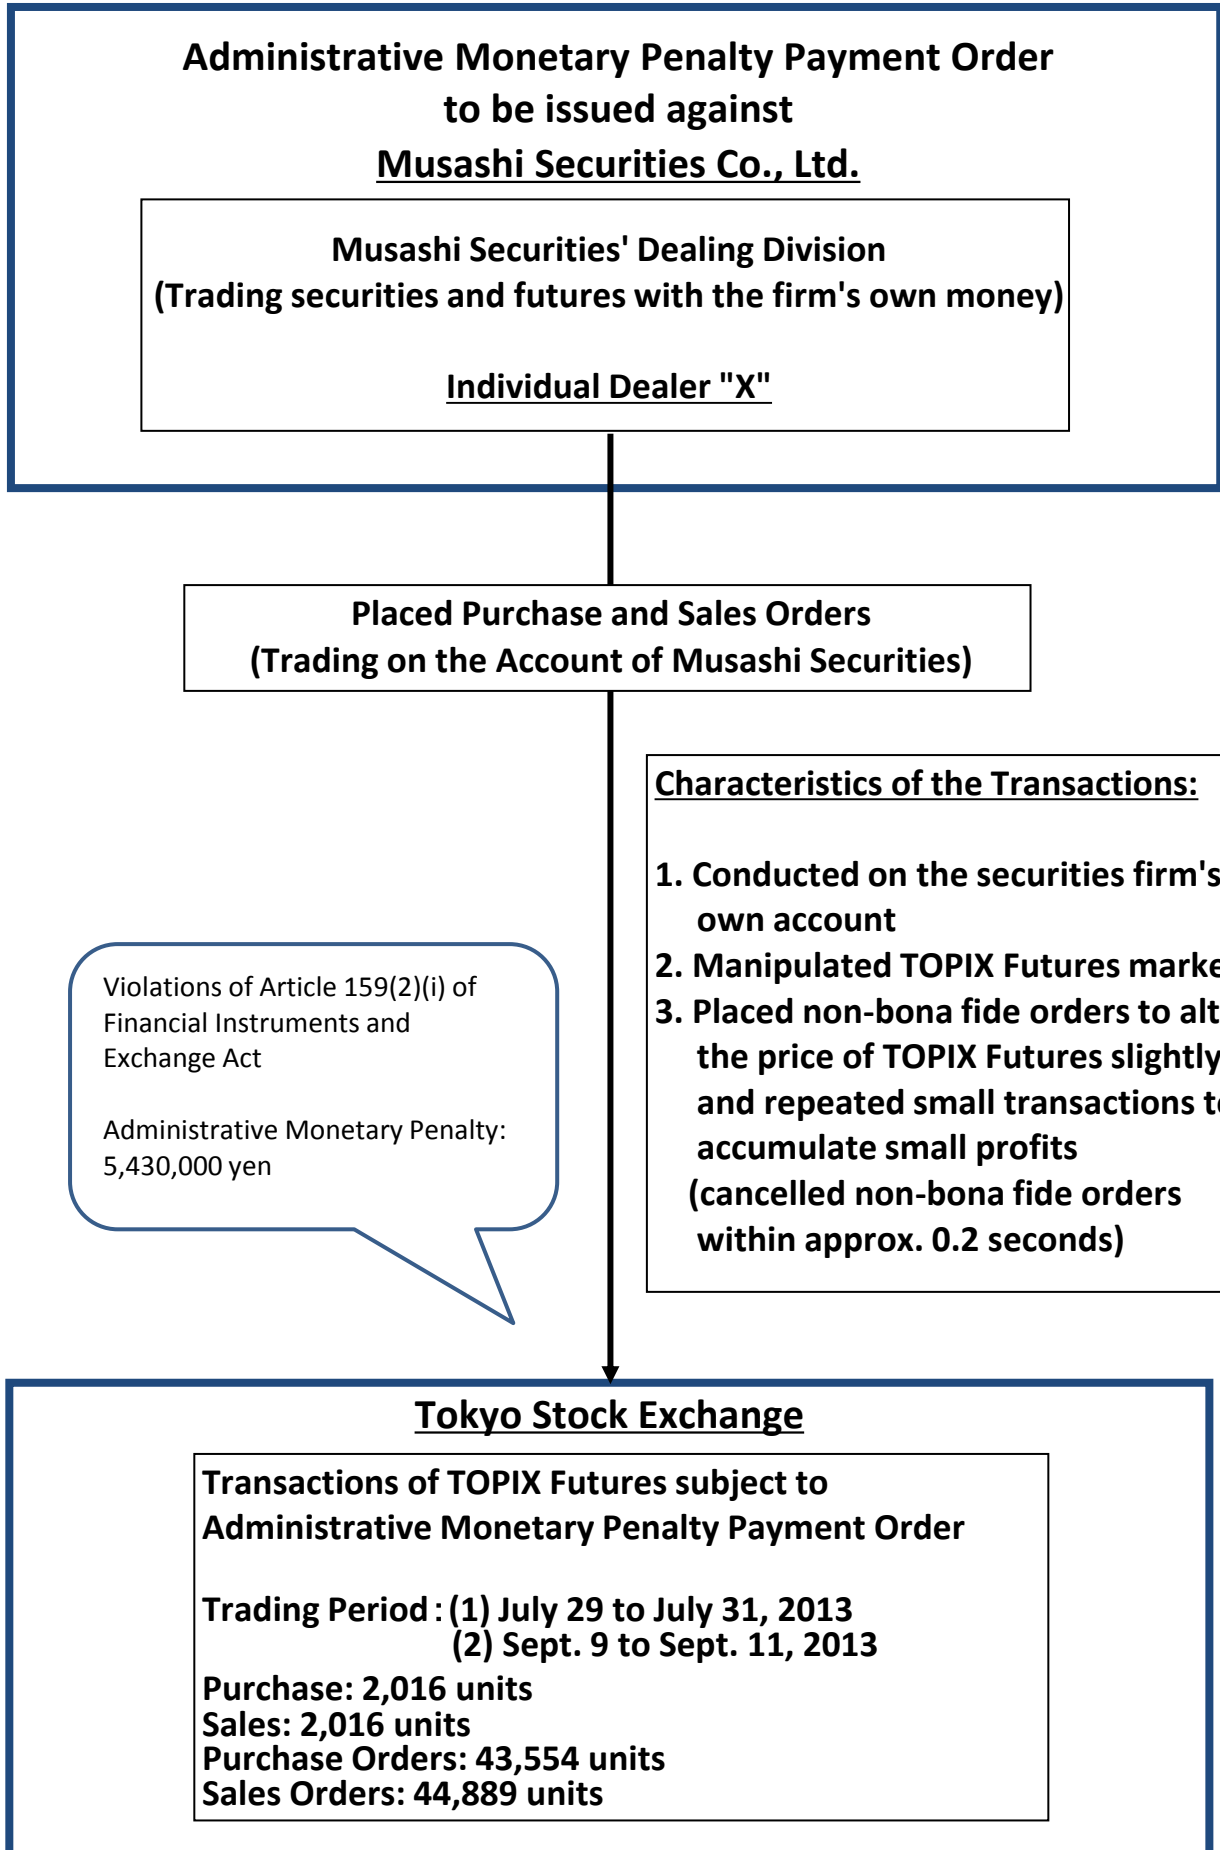 Administrative Monetary Penalty Payment Order
to be issued against
Musashi Securities Co., Ltd.
Musashi Securities' Dealing Division
(Trading securities and futures with the firm's own money)
Individual Dealer "X"
Placed Purchase and Sales Orders
(Trading on the Account of Musashi Securities)
Characteristics of the Transactions:
1. Conducted on the securities firm's
own account
2. Manipulated TOPIX Futures marke
3. Placed non-bona fide orders to alt
the price of TOPIX Futures slightly
and repeated small transactions t
accumulate small profits
(cancelled non-bona fide orders
within approx. 0.2 seconds)
Violations of Article 159(2)(i) of
Financial Instruments and
Exchange Act
Administrative Monetary Penalty:
5,430,000 yen
Tokyo Stock Exchange
Transactions of TOPIX Futures subject to
Administrative Monetary Penalty Payment Order
Trading Period：(1) July 29 to July 31, 2013
(2) Sept. 9 to Sept. 11, 2013
Purchase: 2,016 units
Sales: 2,016 units
Purchase Orders: 43,554 units
Sales Orders: 44,889 units